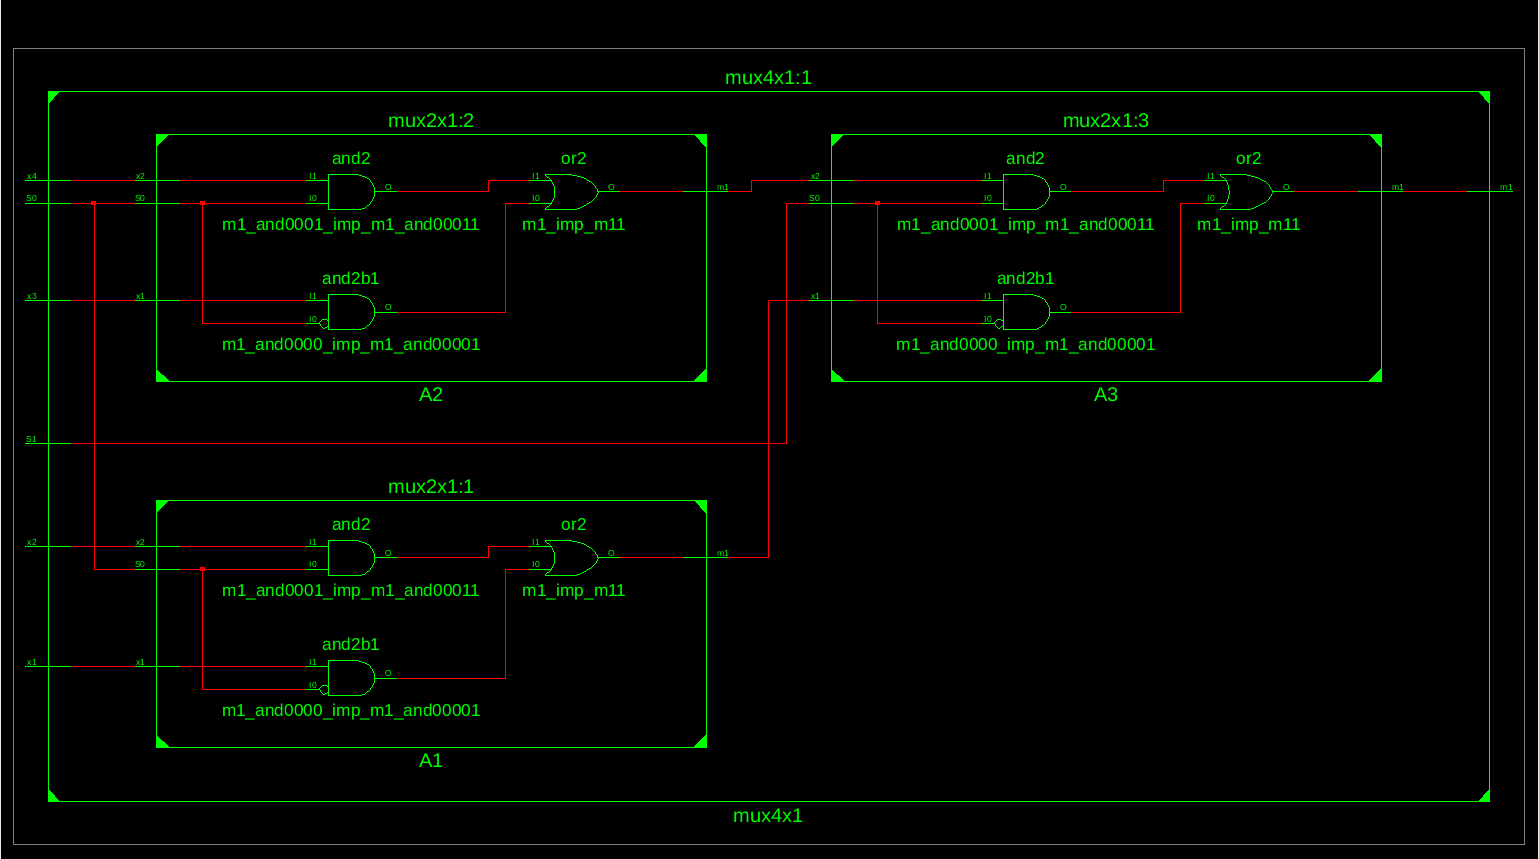 mux4x1:1
mux2x1:2
mux2x1:3
and2
or2
and2
or2
x4
x2
I1
O
I1
O
m1
x2
I1
O
I1
O
m1
m1
S0
S0
I0
I0
S0
I0
I0
m1_and0001_imp_m1_and00011
m1_imp_m11
m1_and0001_imp_m1_and00011
m1_imp_m11
and2b1
and2b1
x3
x1
I1
O
x1
I1
O
I0
I0
m1_and0000_imp_m1_and00001
m1_and0000_imp_m1_and00001
A2
A3
S1
mux2x1:1
and2
or2
x2
x2
I1
O
I1
O
m1
S0
I0
I0
m1_and0001_imp_m1_and00011
m1_imp_m11
and2b1
x1
x1
I1
O
I0
m1_and0000_imp_m1_and00001
A1
mux4x1